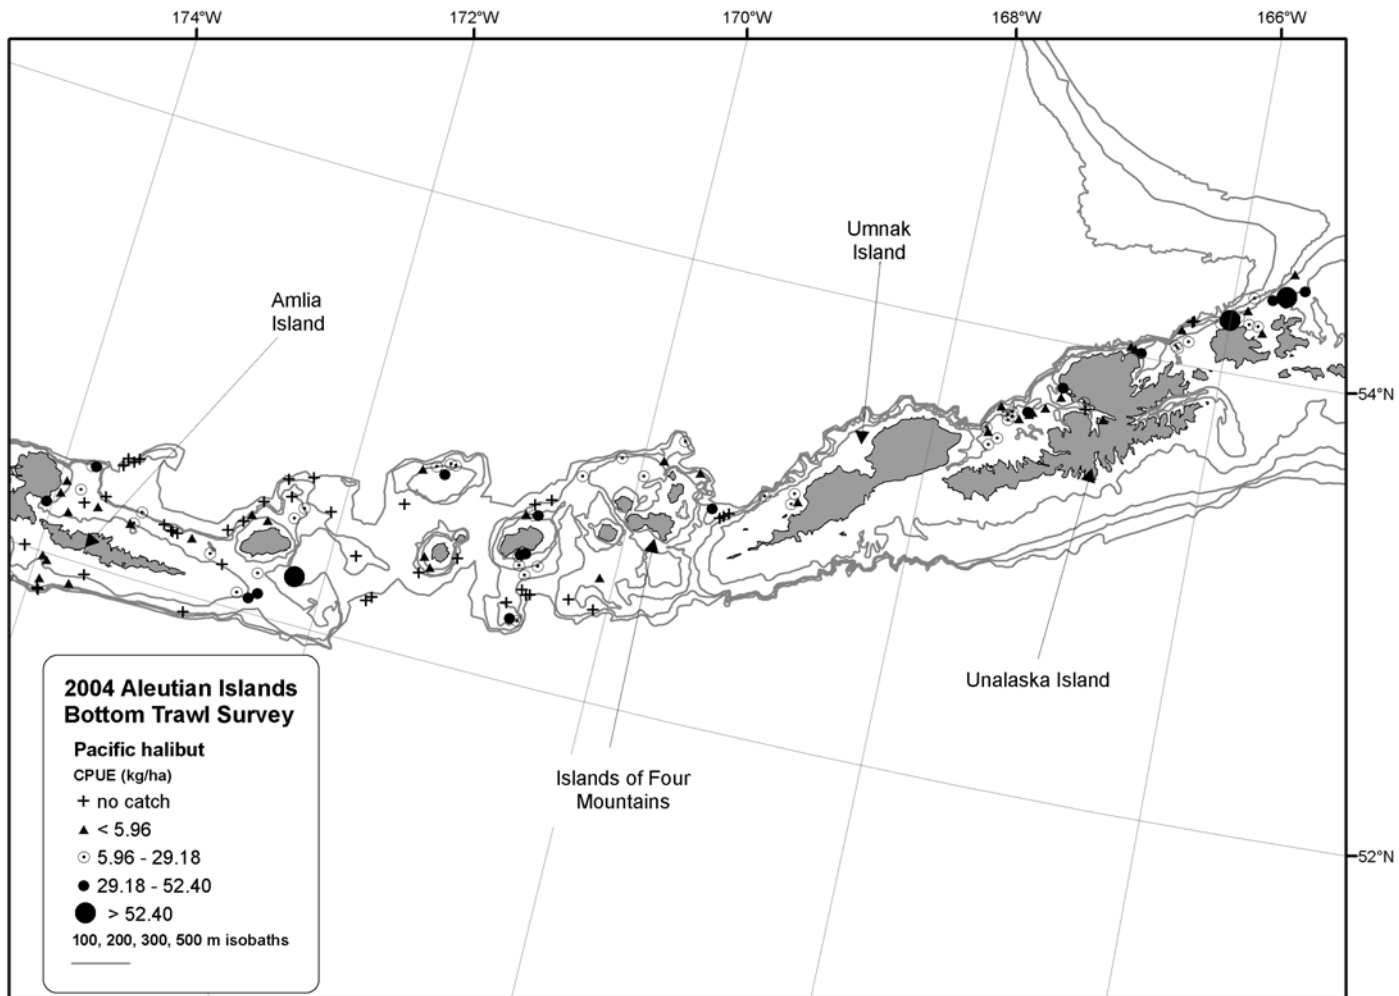 174°W
172°W
170°W
168°W
166°W
Umnak
Island
Amlia
Island
54°N
Unalaska Island
Islands of Four
Mountains
52°N
2004 Aleutian Islands
Bottom Trawl Survey
Pacific halibut
CPUE (kg/ha)
+ no catch
< 5.96
5.96 - 29.18
29.18 - 52.40
> 52.40
100, 200, 300, 500 m isobaths